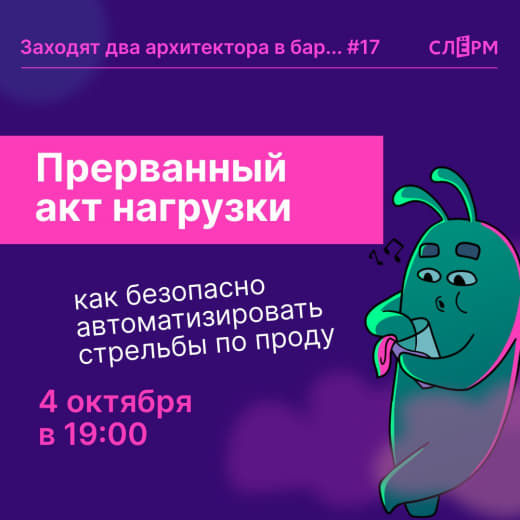 Заходят два архитектора в бар... #17
СЛЁРМ
Прерванный
акт нагрузки
как безопасно
автоматизировать
стрельбы по проду
4 октября
в 19:00